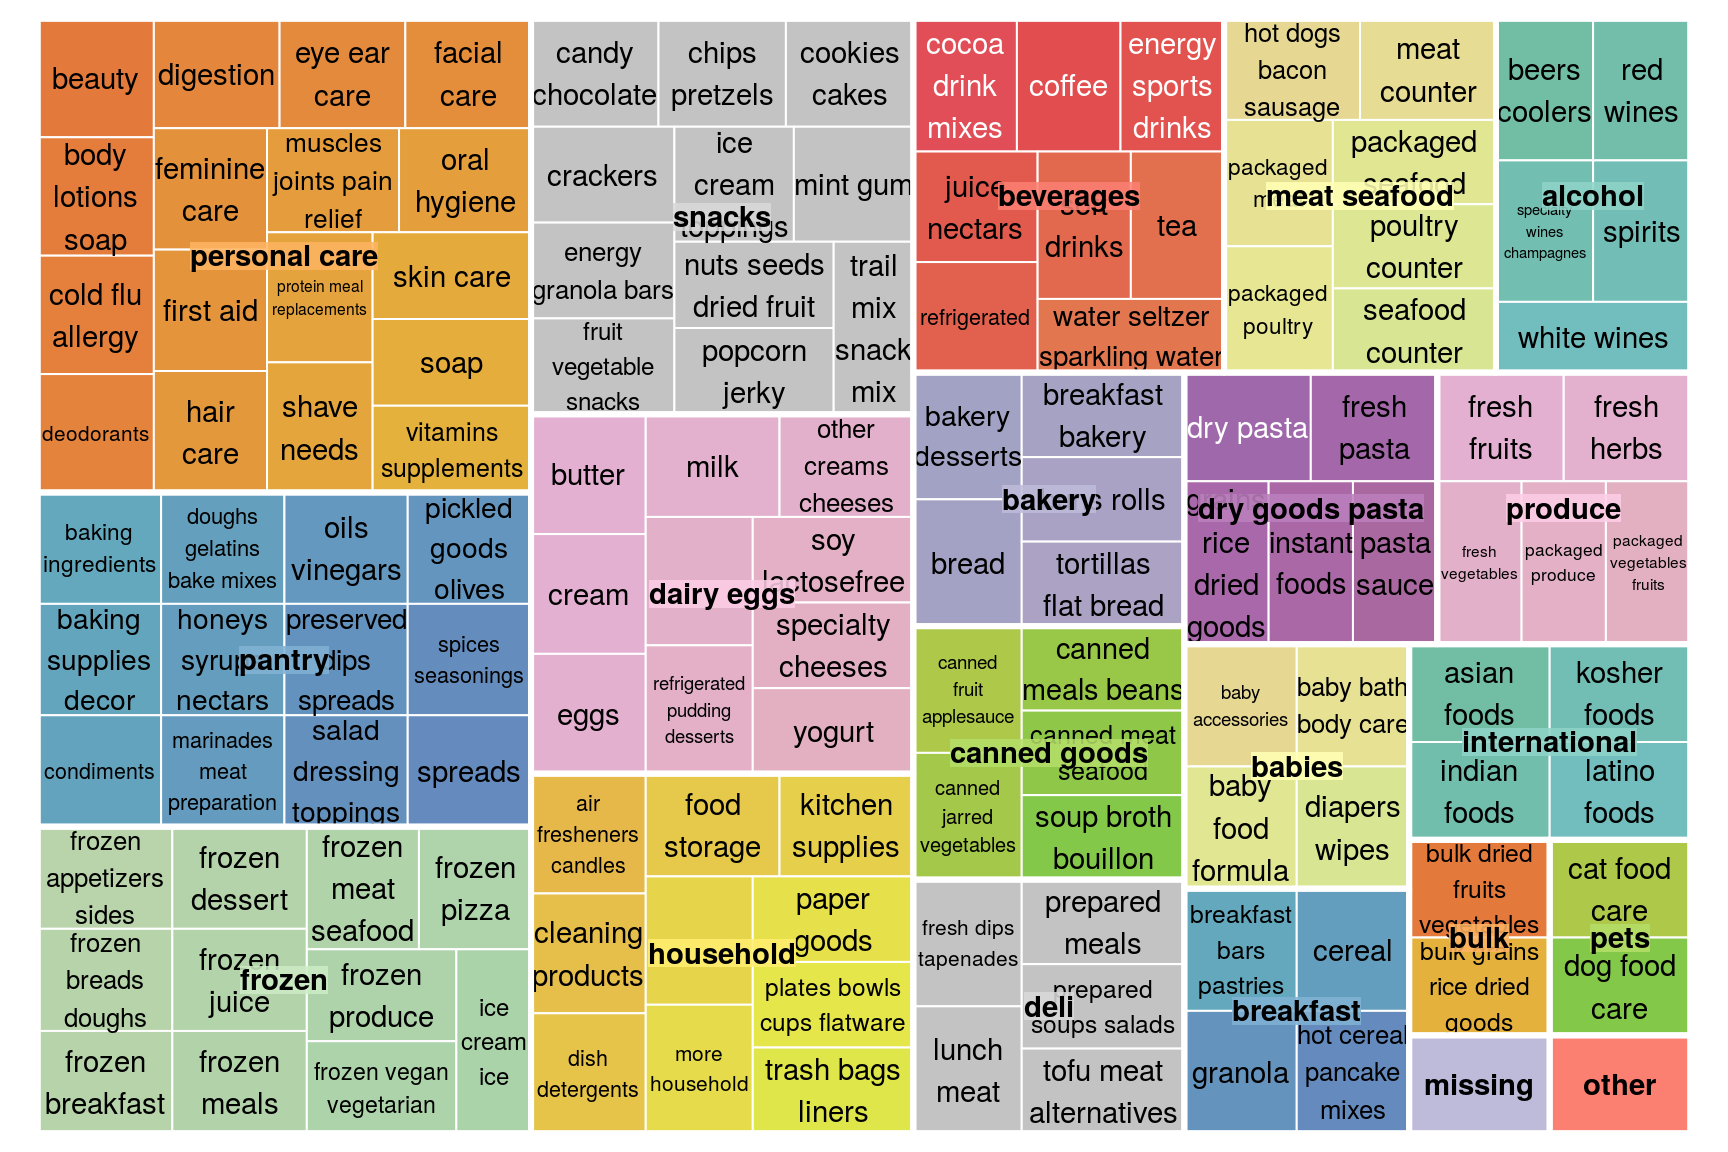 beauty
digestion
eye ear
care
facial
care
body
lotions
soap
feminine
care
muscles
joints pain
relief
oral
hygiene
personal care
cold flu
allergy
first aid
protein meal
replacements
skin care
soap
deodorants
hair
care
shave
needs
vitamins
supplements
candy
chocolate
chips
pretzels
cookies
cakes
crackers
ice
cream
toppings
mint gum
snacks
energy
granola bars
nuts seeds
dried fruit
trail
mix
snack
mix
fruit
vegetable
snacks
popcorn
jerky
cocoa
drink
mixes
coffee
energy
sports
drinks
juice
nectars
beverages
drinks
tea
refrigerated
water seltzer
sparkling water
hot dogs
bacon
sausage
meat
counter
packaged
packaged
seafood
meat seafood
poultry
counter
packaged
poultry
seafood
counter
beers
coolers
red
wines
alcohol
specialty
wines
champagnes
spirits
white wines
baking
ingredients
doughs
gelatins
bake mixes
oils
vinegars
pickled
goods
olives
baking
supplies
decor
honeys
syrups
nectars
preserved
dips
spreads
pantry
spices
seasonings
condiments
marinades
meat
preparation
salad
dressing
toppings
spreads
butter
milk
other
creams
cheeses
cream
dairy eggs
soy
lactosefree
specialty
cheeses
eggs
refrigerated
pudding
desserts
yogurt
bakery
desserts
breakfast
bakery
bakery
rolls
bread
tortillas
flat bread
dry pasta
fresh
pasta
dry goods pasta
grains
rice
dried
goods
instant
foods
pasta
sauce
fresh
fruits
fresh
herbs
produce
fresh
vegetables
packaged
produce
packaged
vegetables
fruits
canned
fruit
applesauce
canned
meals beans
canned meat
seafood
canned goods
canned
jarred
vegetables
soup broth
bouillon
baby
accessories
baby bath
body care
babies
baby
food
formula
diapers
wipes
asian
foods
kosher
foods
international
indian
foods
latino
foods
frozen
appetizers
sides
frozen
dessert
frozen
meat
seafood
frozen
pizza
frozen
breads
doughs
frozen
juice
frozen
frozen
produce
ice
cream
ice
frozen
breakfast
frozen
meals
frozen vegan
vegetarian
air
fresheners
candles
food
storage
kitchen
supplies
cleaning
products
household
paper
goods
plates bowls
cups flatware
dish
detergents
more
household
trash bags
liners
fresh dips
tapenades
prepared
meals
deli
prepared
soups salads
lunch
meat
tofu meat
alternatives
breakfast
bars
pastries
cereal
breakfast
granola
hot cereal
pancake
mixes
bulk dried
fruits
vegetables
bulk
bulk grains
rice dried
goods
cat food
care
pets
dog food
care
missing
other